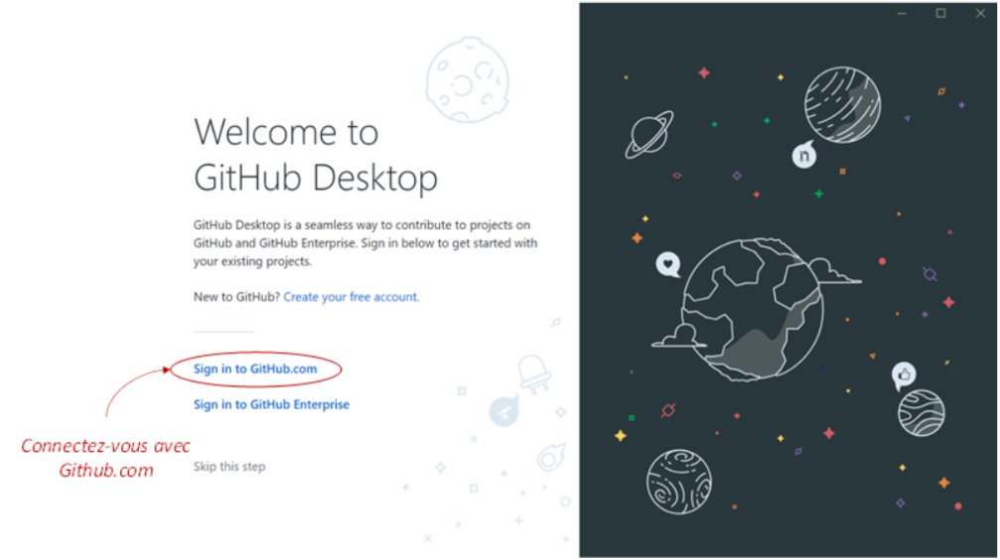 Welcome to
GitHub Desktop
GitHub Desktop is a seamless way to contribute to projects on
GitHub and GitHub Enterprise. Sign in below to get started with
your existing projects.
New to GitHub? Create your free account.
Sign in to GitHub.com
Sign in to GitHub Enterprise
Connectez-vous avec
Github.com
Skip this step
n